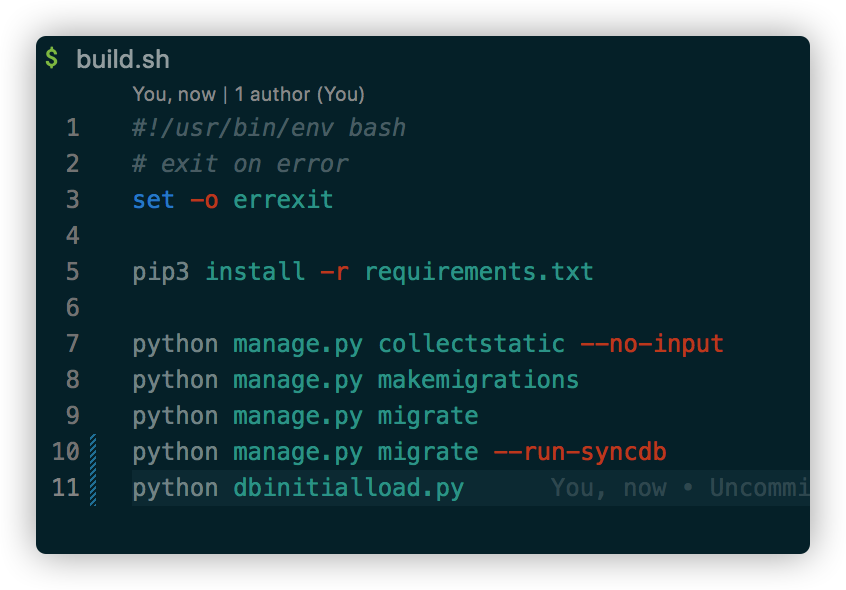 $ build.sh
You, now | 1 author (You)
1 #!/usr/bin/env bash
2 # exit on error
3 set -o errexit
4
5 pip3 install -r requirements.txt
6
7 python manage.py collectstatic --no-input
8 python manage.py makemigrations
9 python manage.py migrate
10 python manage.py migrate --run-syncdb
11 python dbinitialload.py You, now • Uncommi